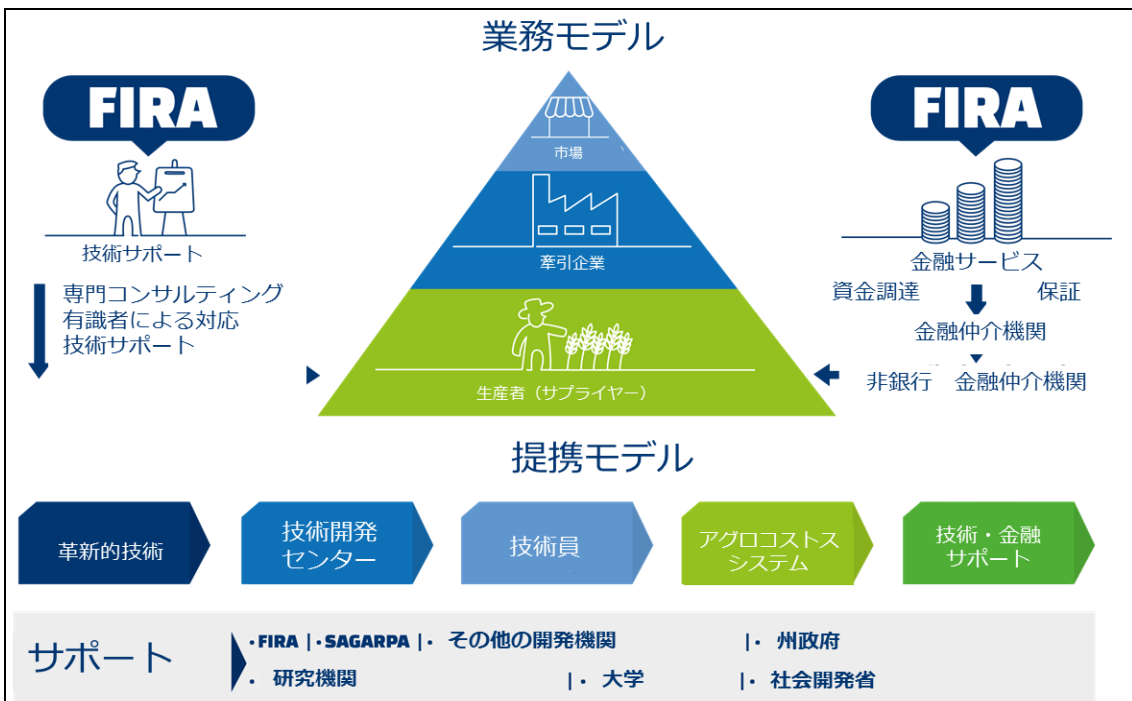 業務モデル
FIRA
技術サポート
専門コンサルティング
有識者による対応
技術サポート
市場
牽引企業
生産者（サプライヤー）
FIRA
金融サービス
資金調達 保証
金融仲介機関
非銀行 金融仲介機関
提携モデル
革新的技術
技術開発
センター
技術員
アグロコストス
システム
技術・金融
サポート
サポート
・FIRA |・SAGARPA |・ その他の開発機関 |・ 州政府
・ 研究機関 |・ 大学 |・ 社会開発省